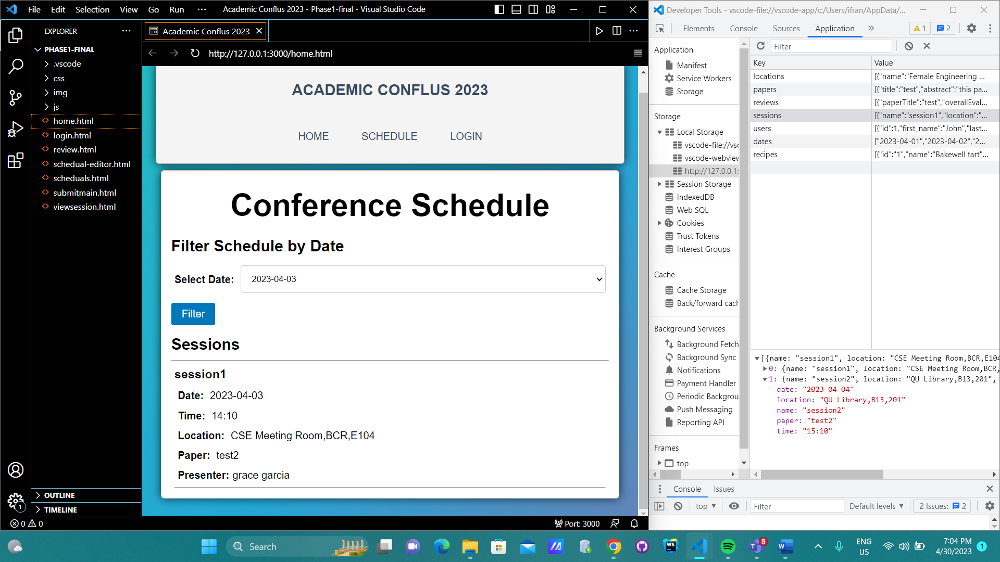 File Edit Selection View Go Run ··· Academic Conflus 2023 - Phase1-final - Visual Studio Code
EXPLORER ···
PHASE1-FINAL
.vscode
css
img
js
home.html
login.html
review.html
schedual-editor.html
scheduals.html
submitmain.html
viewsession.html
OUTLINE
TIMELINE
1
0 0
Port: 3000
Academic Conflus 2023
http://127.0.0.1:3000/home.html
ACADEMIC CONFLUS 2023
HOME SCHEDULE LOGIN
Conference Schedule
Filter Schedule by Date
Select Date: 2023-04-03
Filter
Sessions
session1
Date: 2023-04-03
Time: 14:10
Location: CSE Meeting Room,BCR,E104
Paper: test2
Presenter: grace garcia
Developer Tools - vscode-file://vscode-app/c:/Users/ifran/AppData/...
Elements Console Sources Application » 1 2
Application
Manifest
Service Workers
Storage
Storage
Local Storage
vscode-file://vsc
vscode-webview
http://127.0.0.1:
Session Storage
IndexedDB
Web SQL
Cookies
Trust Tokens
Interest Groups
Cache
Cache Storage
Back/forward cach
Background Services
Background Fetch
Background Sync
Notifications
Payment Handler
Periodic Backgrou
Push Messaging
Reporting API
Frames
top
Filter
Key Value
locations [{"name":"Female Engineering ...
papers [{"title":"test","abstract":"this pa...
reviews [{"paperTitle":"test","overallEval...
sessions [{"name":"session1","location":"...
users [{"id":1,"first_name":"John","last...
dates ["2023-04-01","2023-04-02","2...
recipes [{"id":"1","name":"Bakewell tart"...
[{name: "session1", location: "CSE Meeting Room,BCR,E104
0: {name: "session1", location: "CSE Meeting Room,BCR,
1: {name: "session2", location: "QU Library,B13,201",
date: "2023-04-04"
location: "QU Library,B13,201"
name: "session2"
paper: "test2"
time: "15:10"
Console Issues
top Filter Default levels 2 Issues: 2
Search
WS
8
W
ENG
US
7:04 PM
4/30/2023
1